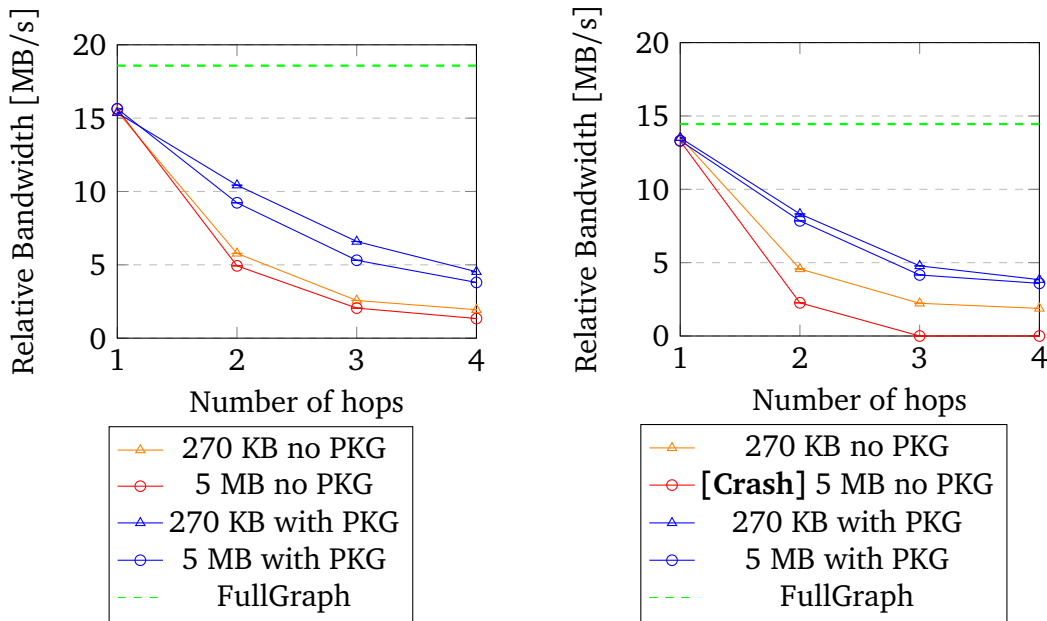 Relative Bandwidth [MB/s]
20
15
10
5
0
1 2 3 4
Number of hops
270 KB no PKG
5 MB no PKG
270 KB with PKG
5 MB with PKG
FullGraph
Relative Bandwidth [MB/s]
20
15
10
5
0
1 2 3 4
Number of hops
270 KB no PKG
[Crash] 5 MB no PKG
270 KB with PKG
5 MB with PKG
FullGraph